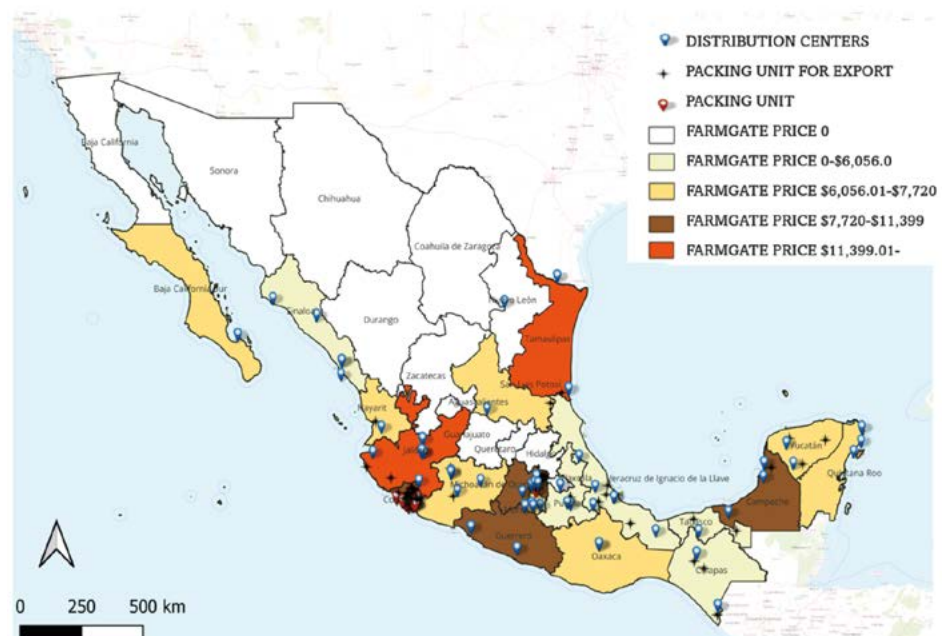 DISTRIBUTION CENTERS
PACKING UNIT FOR EXPORT
PACKING UNIT
FARMGATE PRICE 0
FARMGATE PRICE 0-$6,056.0
FARMGATE PRICE $6,056.01-$7,720
FARMGATE PRICE $7,720-$11,399
FARMGATE PRICE $11,399.01-
Baja California
Sonora
Chihuahua
Coahuila de Zaragoza
Baja California Sur
Sinaloa
Durango
Nuevo León
Tamaulipas
Zacatecas
San Luis Potosí
Aguascalientes
Nayarit
Guanajuato
Jalisco
Querétaro
Hidalgo
Yucatán
Quintana Roo
Michoacán de
Veracruz de Ignacio de la Llave
Campeche
Tabasco
Guerrero
Oaxaca
Chiapas
0 250 500 km